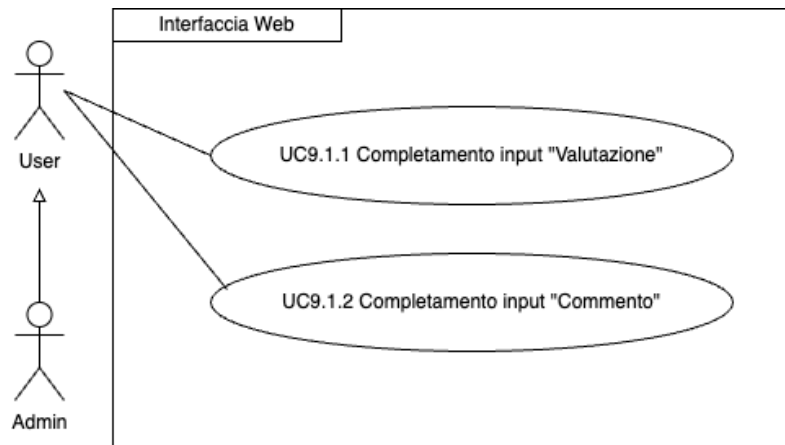 Interfaccia Web
User
UC9.1.1 Completamento input "Valutazione"
UC9.1.2 Completamento input "Commento"
Admin